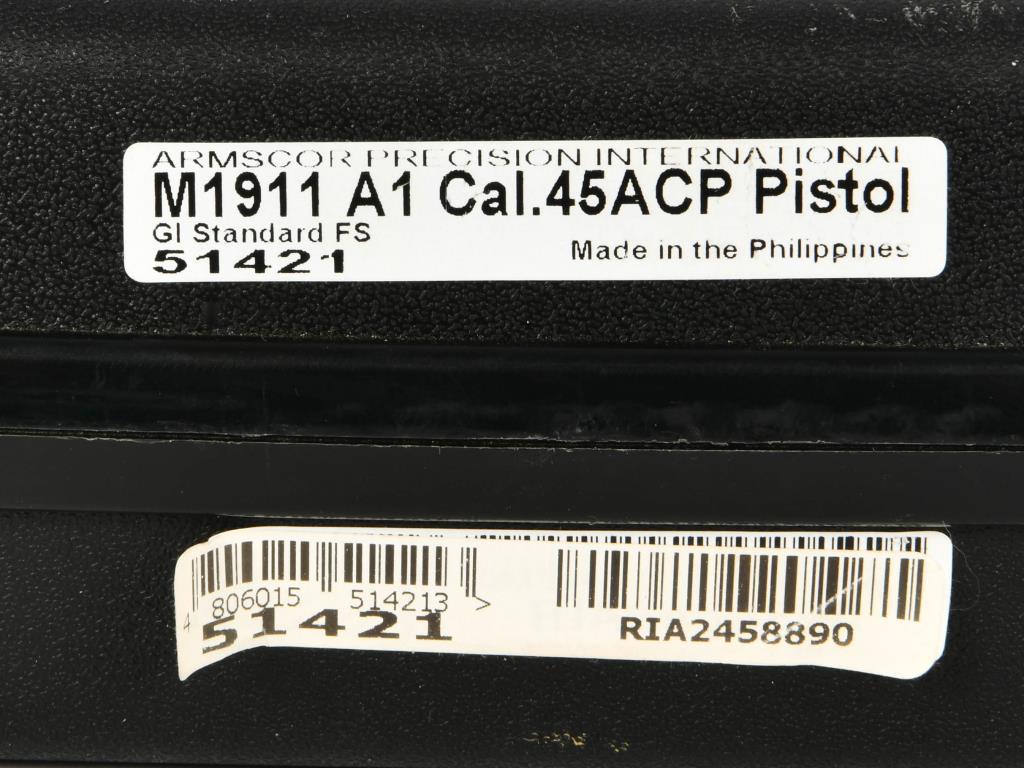 ARMSCOR PRECISION INTERNATIONAL
M1911 A1 Cal.45ACP Pistol
GI Standard FS
51421
Made in the Philippines
4 806015 514213 >
51421
RIA2458890